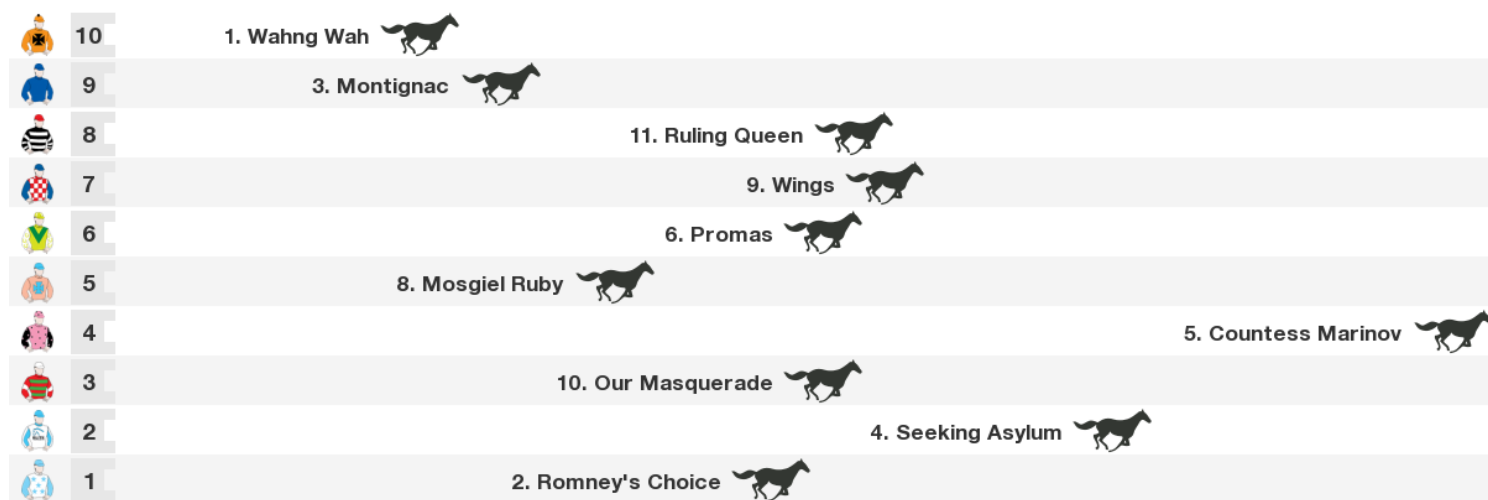 10 1. Wahng Wah
9 3. Montignac
8 11. Ruling Queen
7 9. Wings
6 6. Promas
5 8. Mosgiel Ruby
4 5. Countess Marinov
3 10. Our Masquerade
2 4. Seeking Asylum
1 2. Romney's Choice